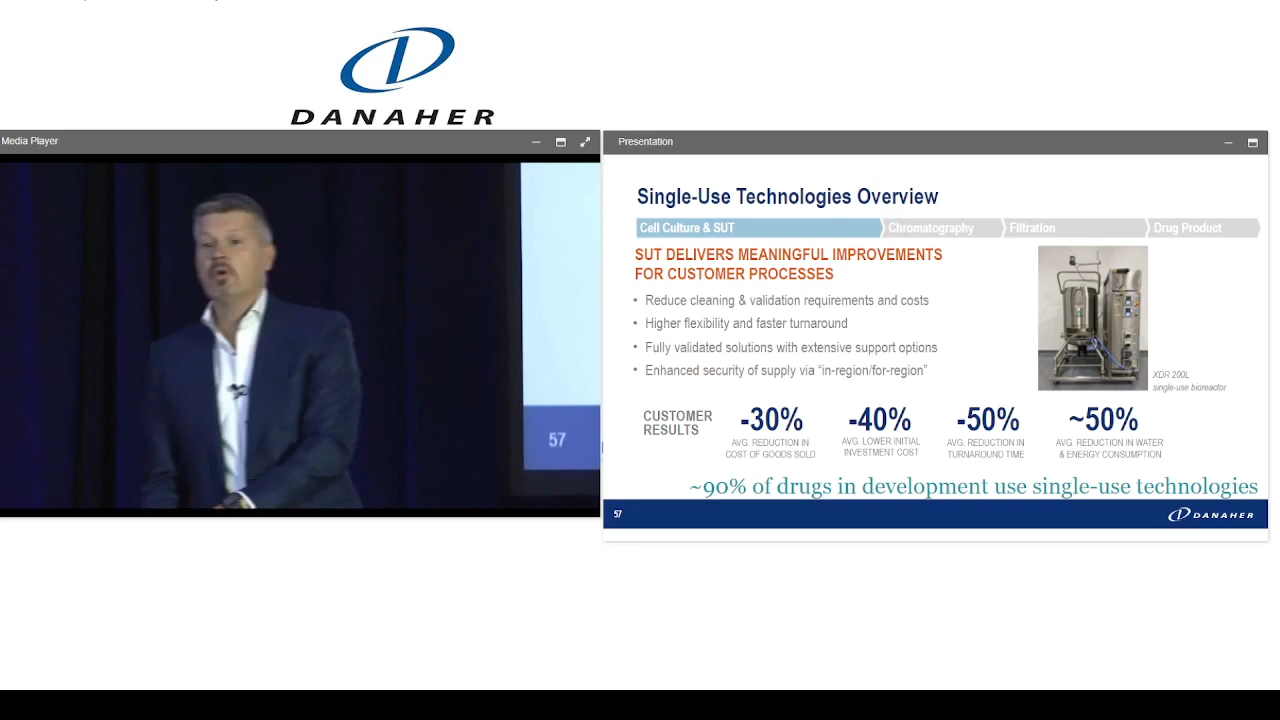 DANAHER
Media Player
57
Presentation
Single-Use Technologies Overview
Cell Culture & SUT
Chromatography
Filtration
Drug Product
SUT DELIVERS MEANINGFUL IMPROVEMENTS
FOR CUSTOMER PROCESSES
• Reduce cleaning & validation requirements and costs
• Higher flexibility and faster turnaround
• Fully validated solutions with extensive support options
• Enhanced security of supply via “in-region/for-region”
XDR 200L
single-use bioreactor
CUSTOMER
RESULTS
-30%
AVG. REDUCTION IN
COST OF GOODS SOLD
-40%
AVG. LOWER INITIAL
INVESTMENT COST
-50%
AVG. REDUCTION IN
TURNAROUND TIME
~50%
AVG. REDUCTION IN WATER
& ENERGY CONSUMPTION
~90% of drugs in development use single-use technologies
57
DANAHER